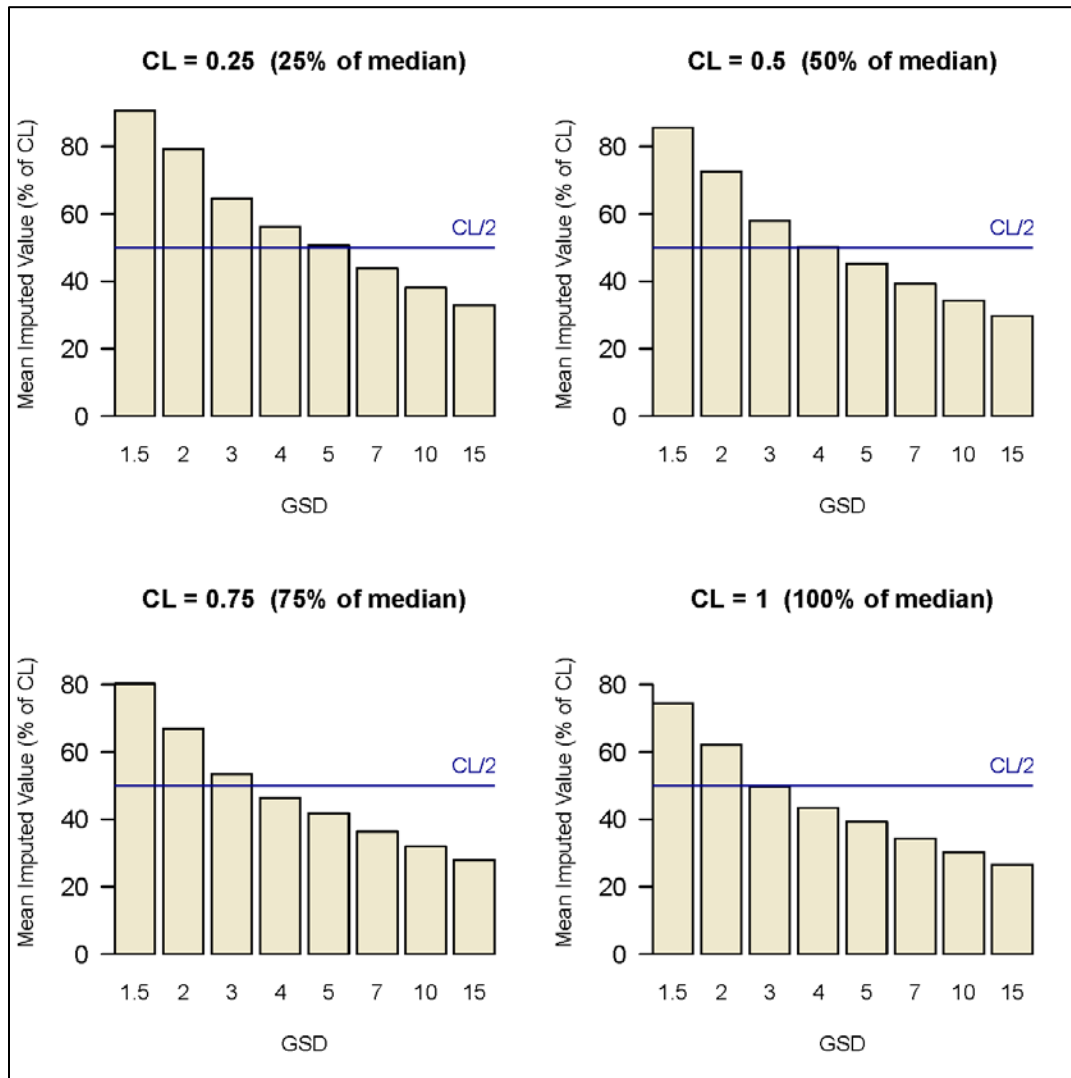 CL = 0.25 (25% of median)
Mean Imputed Value (% of CL)
80
60
40
20
0
CL/2
1.5 2 3 4 5 7 10 15
GSD
CL = 0.5 (50% of median)
Mean Imputed Value (% of CL)
80
60
40
20
0
CL/2
1.5 2 3 4 5 7 10 15
GSD
CL = 0.75 (75% of median)
Mean Imputed Value (% of CL)
80
60
40
20
0
CL/2
1.5 2 3 4 5 7 10 15
GSD
CL = 1 (100% of median)
Mean Imputed Value (% of CL)
80
60
40
20
0
CL/2
1.5 2 3 4 5 7 10 15
GSD